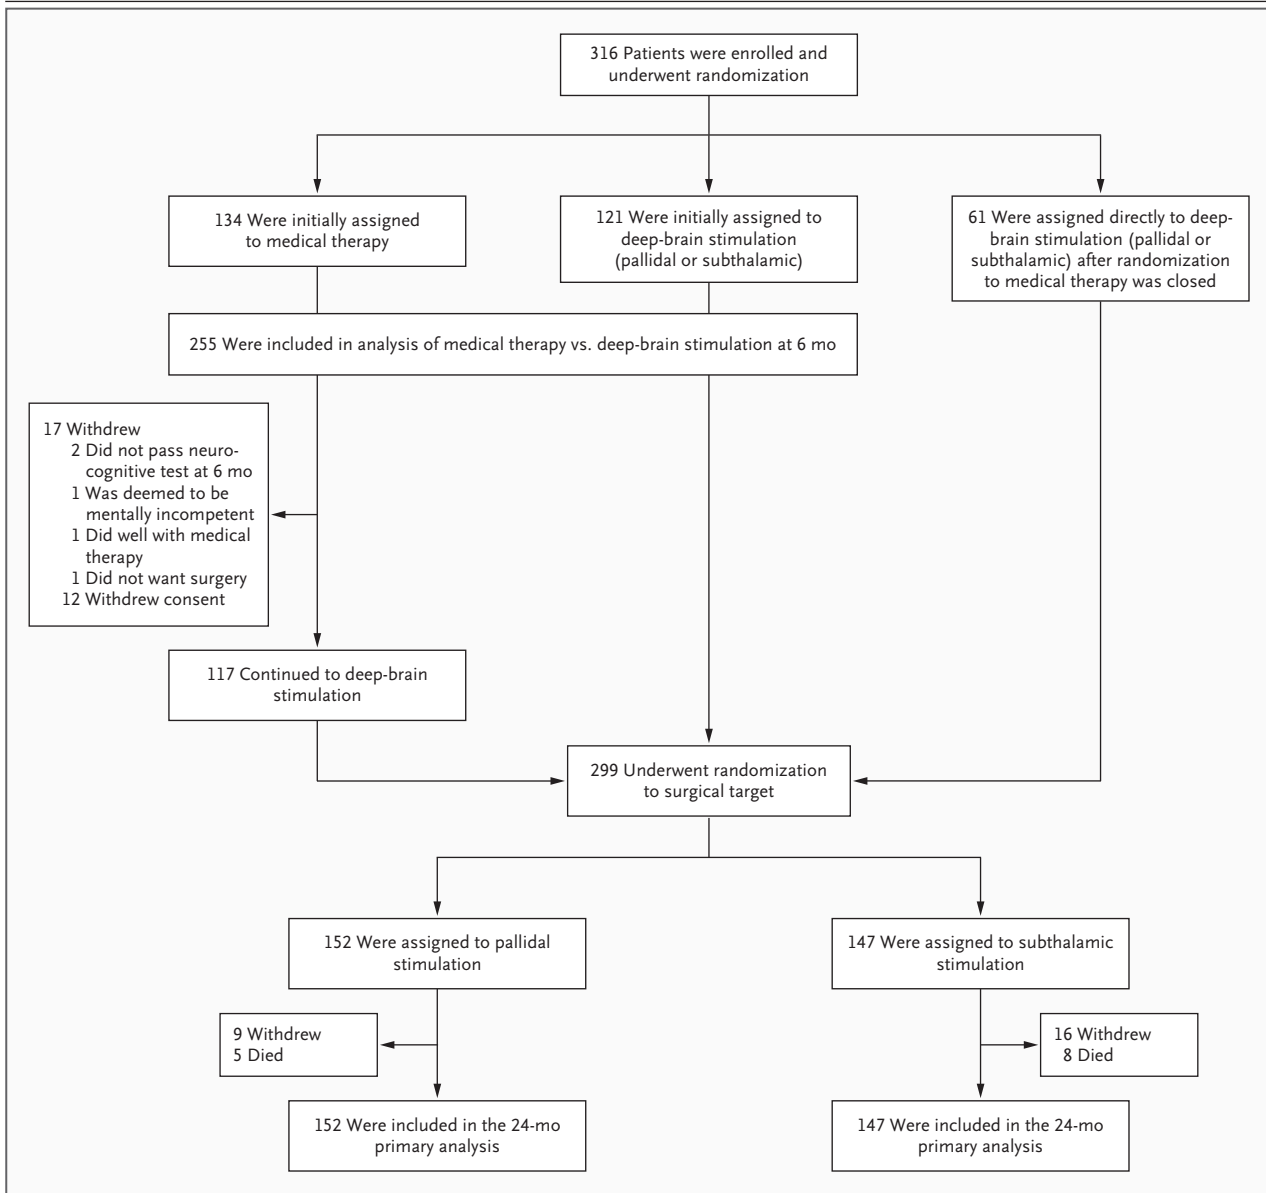 316 Patients were enrolled and
underwent randomization
134 Were initially assigned
to medical therapy
121 Were initially assigned to
deep-brain stimulation
(pallidal or subthalamic)
61 Were assigned directly to deep-
brain stimulation (pallidal or
subthalamic) after randomization
to medical therapy was closed
255 Were included in analysis of medical therapy vs. deep-brain stimulation at 6 mo
17 Withdrew
2 Did not pass neuro-
cognitive test at 6 mo
1 Was deemed to be
mentally incompetent
1 Did well with medical
therapy
1 Did not want surgery
12 Withdrew consent
117 Continued to deep-brain
stimulation
299 Underwent randomization
to surgical target
152 Were assigned to pallidal
stimulation
147 Were assigned to subthalamic
stimulation
9 Withdrew
5 Died
16 Withdrew
8 Died
152 Were included in the 24-mo
primary analysis
147 Were included in the 24-mo
primary analysis